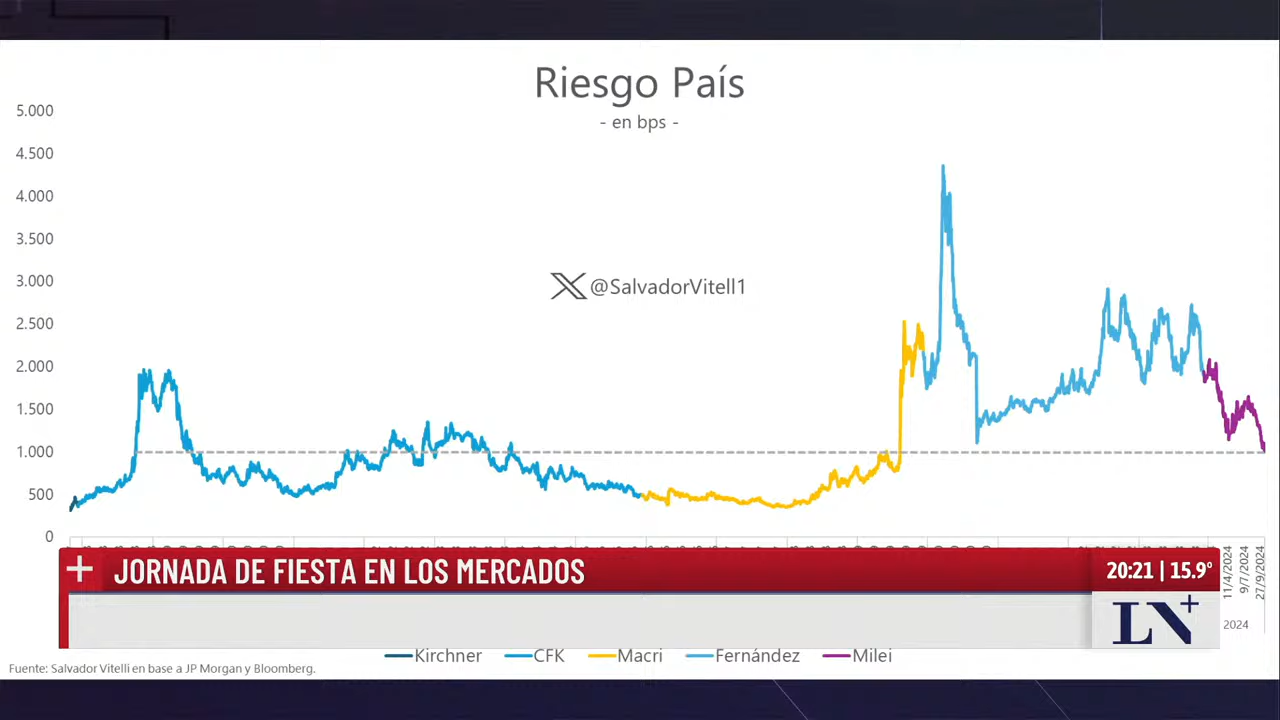 Riesgo País
- en bps -
5.000
4.500
4.000
3.500
3.000
2.500
2.000
1.500
1.000
500
0
@SalvadorVitell1
11/4/2024
9/7/2024
27/9/2024
2024
JORNADA DE FIESTA EN LOS MERCADOS
20:21 | 15.9°
LN+
Kirchner CFK Macri Fernández Milei
Fuente: Salvador Vitelli en base a JP Morgan y Bloomberg.